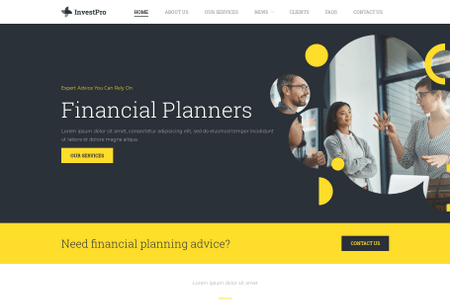 InvestPro
HOME
ABOUT US
OUR SERVICES
NEWS
CLIENTS
FAQS
CONTACT US
Expert Advice You Can Rely On
Financial Planners
Lorem ipsum dolor sit amet, consectetur adipiscing elit, sed do eiusmod tempor incididunt
ut labore et dolore magna aliqua.
OUR SERVICES
Need financial planning advice?
CONTACT US
Lorem ipsum dolor sit amet